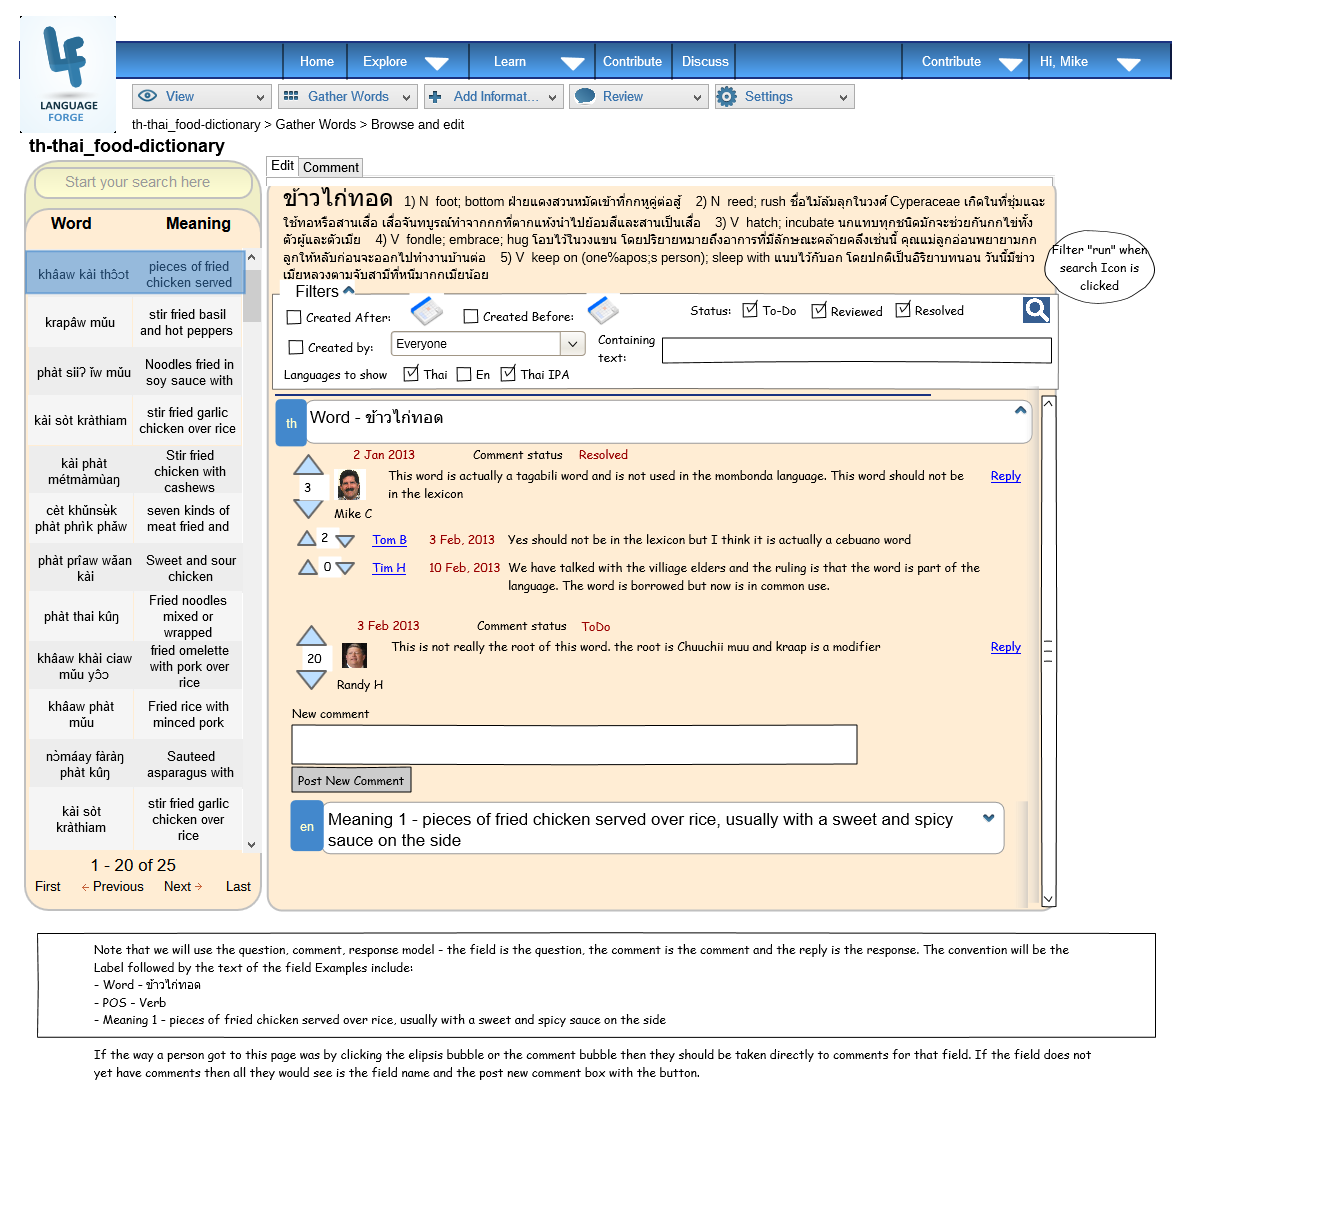 LANGUAGE
FORGE
Home Explore Learn Contribute Discuss Contribute Hi, Mike
View Gather Words Add Informat... Review Settings
th-thai_food-dictionary > Gather Words > Browse and edit
th-thai_food-dictionary
Start your search here
Word Meaning
khâaw kài thɔ̂ɔt pieces of fried
chicken served
krapâw mǔu stir fried basil
and hot peppers
phàt siiʔ ǐw mǔu Noodles fried in
soy sauce with
kài sòt kràthiam stir fried garlic
chicken over rice
kài phàt
métmàmùaŋ Stir fried
chicken with
cashews
cèt khǔnsʉ̀k
phàt phrìk phǎw seven kinds of
meat fried and
phàt prîaw wǎan
kài Sweet and sour
chicken
phàt thai kûŋ Fried noodles
mixed or
wrapped
khâaw khài ciaw
mǔu yɔ̂ɔ fried omelette
with pork over
rice
khâaw phàt
mǔu Fried rice with
minced pork
nɔ̀máay fàràŋ
phàt kûŋ Sauteed
asparagus with
kài sòt
kràthiam stir fried garlic
chicken over
rice
1 - 20 of 25
First Previous Next Last
Edit Comment
ข้าวไก่ทอด 1) N foot; bottom ฝ่ายแดงสวนหมัดเข้าที่กกหูคู่ต่อสู้ 2) N reed; rush ชื่อไม้ล้มลุกในวงศ์ Cyperaceae เกิดในที่ชุ่มแฉะ
ใช้ทอหรือสานเสื่อ เสื่อจันทบูรณ์ทำจากกกที่ตากแห้งนำไปย้อมสีและสานเป็นเสื่อ 3) V hatch; incubate นกแทบทุกชนิดมักจะช่วยกันกกไข่ทั้ง
ตัวผู้และตัวเมีย 4) V fondle; embrace; hug โอบไว้ในวงแขน โดยปริยายหมายถึงอาการที่มีลักษณะคล้ายคลึงเช่นนี้ คุณแม่ลูกอ่อนพยายามกก
ลูกให้หลับก่อนจะออกไปทำงานบ้านต่อ 5) V keep on (one%apos;s person); sleep with แนบไว้กับอก โดยปกติเป็นอิริยาบทนอน วันนี้มีข่าว
เมียหลวงตามจับสามีที่หนีมากกเมียน้อย
Filter "run" when
search Icon is
clicked
Filters
Created After: Created Before: Status: To-Do Reviewed Resolved
Created by: Everyone Containing
text:
Languages to show Thai En Thai IPA
th Word - ข้าวไก่ทอด
2 Jan 2013 Comment status Resolved
3 This word is actually a tagabili word and is not used in the mombonda language. This word should not be
in the lexicon Reply
Mike C
2 Tom B 3 Feb, 2013 Yes should not be in the lexicon but I think it is actually a cebuano word
0 Tim H 10 Feb, 2013 We have talked with the villiage elders and the ruling is that the word is part of the
language. The word is borrowed but now is in common use.
3 Feb 2013 Comment status ToDo
20 This is not really the root of this word. the root is Chuuchii muu and kraap is a modifier Reply
Randy H
New comment
Post New Comment
en Meaning 1 - pieces of fried chicken served over rice, usually with a sweet and spicy
sauce on the side
Note that we will use the question, comment, response model - the field is the question, the comment is the comment and the reply is the response. The convention will be the
Label followed by the text of the field Examples include:
- Word - ข้าวไก่ทอด
- POS - Verb
- Meaning 1 - pieces of fried chicken served over rice, usually with a sweet and spicy sauce on the side
If the way a person got to this page was by clicking the elipsis bubble or the comment bubble then they should be taken directly to comments for that field. If the field does not
yet have comments then all they would see is the field name and the post new comment box with the button.